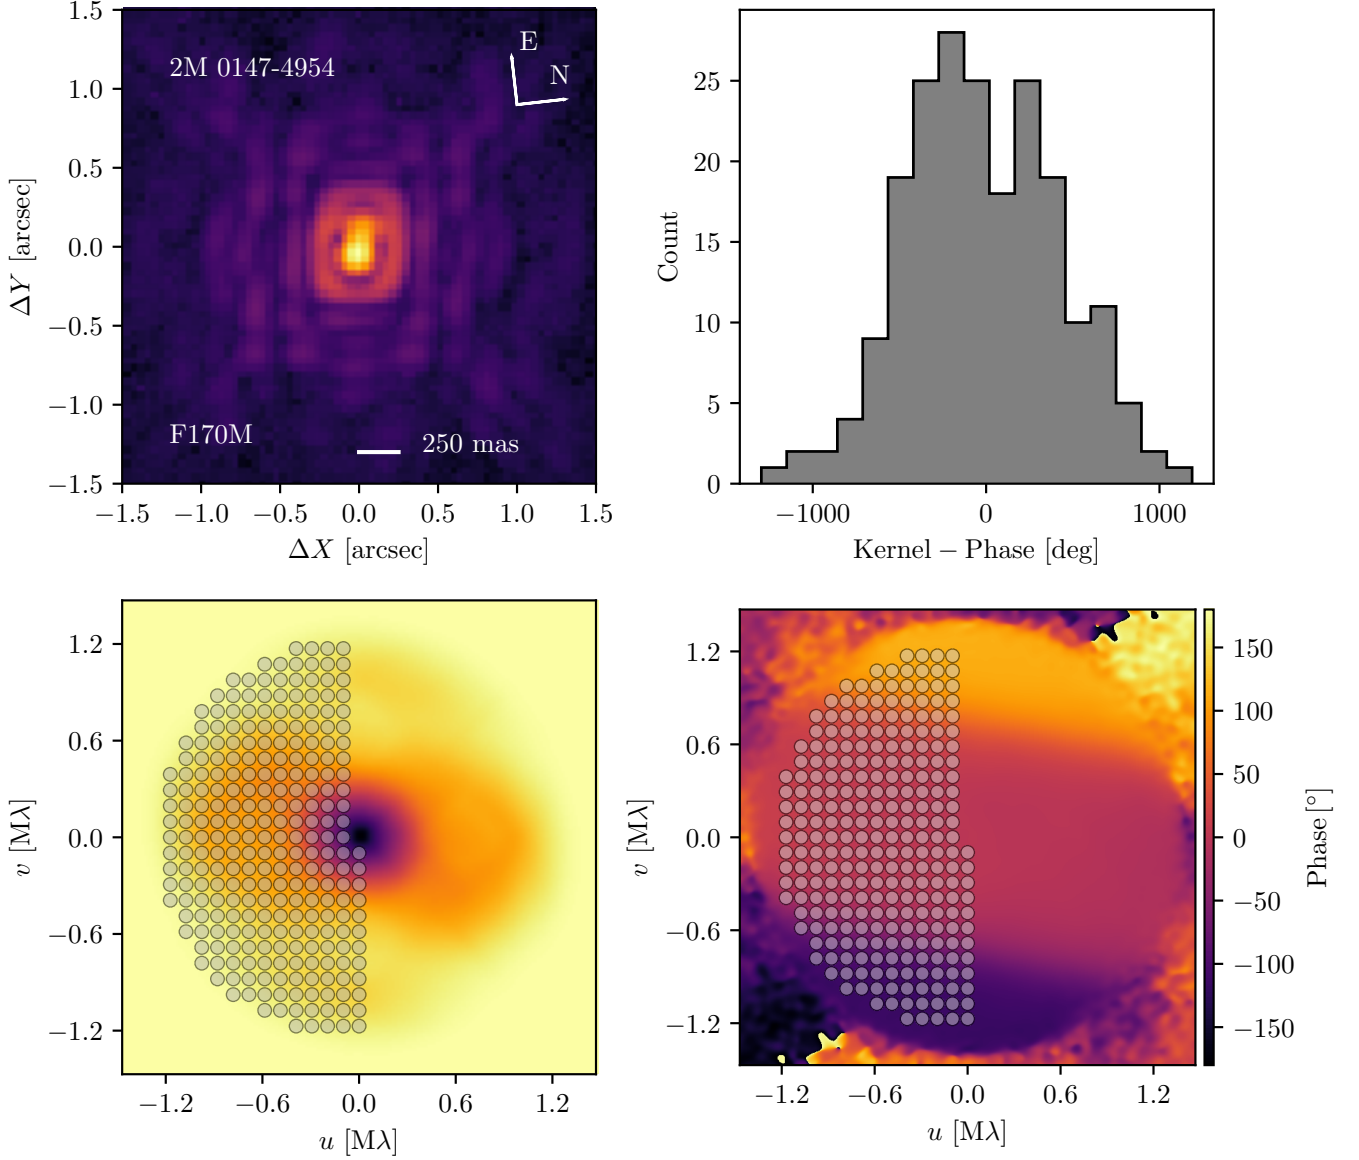 1.5
1.0
0.5
0.0
−0.5
−1.0
−1.5
ΔY [arcsec]
2M 0147-4954
E
N
F170M
250 mas
−1.5 −1.0 −0.5 0.0 0.5 1.0 1.5
ΔX [arcsec]
25
20
15
10
5
0
Count
−1000 0 1000
Kernel − Phase [deg]
1.2
0.6
0.0
−0.6
−1.2
v [Mλ]
−1.2 −0.6 0.0 0.6 1.2
u [Mλ]
1.2
0.6
0.0
−0.6
−1.2
v [Mλ]
−1.2 −0.6 0.0 0.6 1.2
u [Mλ]
150
100
50
0
−50
−100
−150
Phase [°]